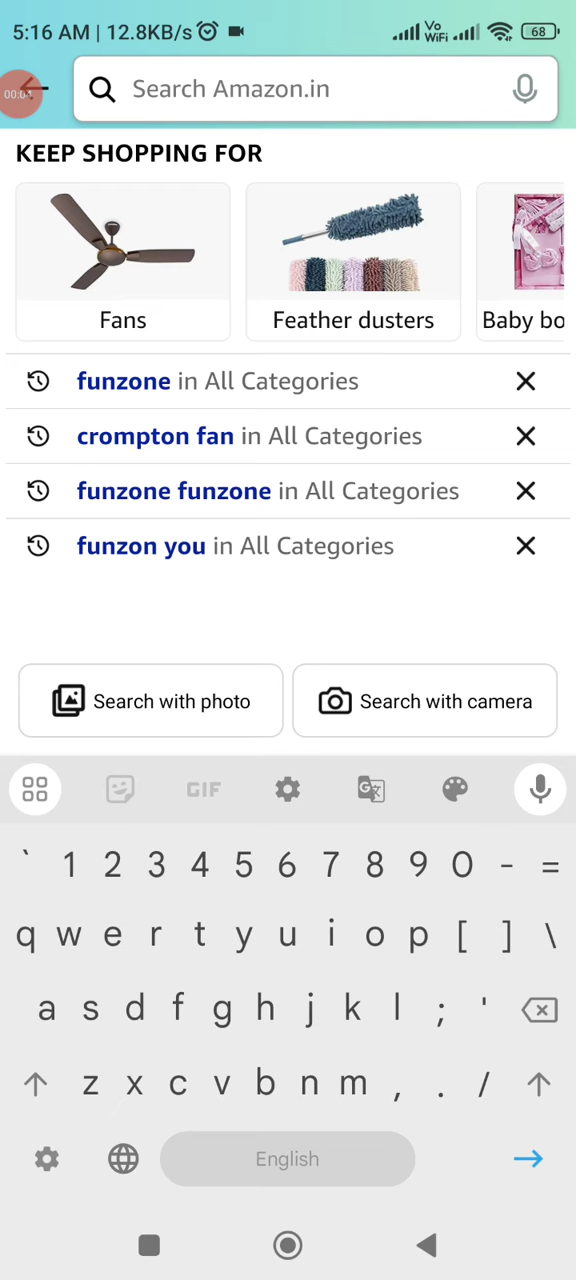 5:16 AM | 12.8KB/s Vo WiFi 68
00:04
Search Amazon.in
KEEP SHOPPING FOR
Fans
Feather dusters
Baby bo
funzone in All Categories
crompton fan in All Categories
funzone funzone in All Categories
funzon you in All Categories
Search with photo
Search with camera
GIF
` 1 2 3 4 5 6 7 8 9 0 - =
q w e r t y u i o p [ ] \
a s d f g h j k l ; '
z x c v b n m , . /
English